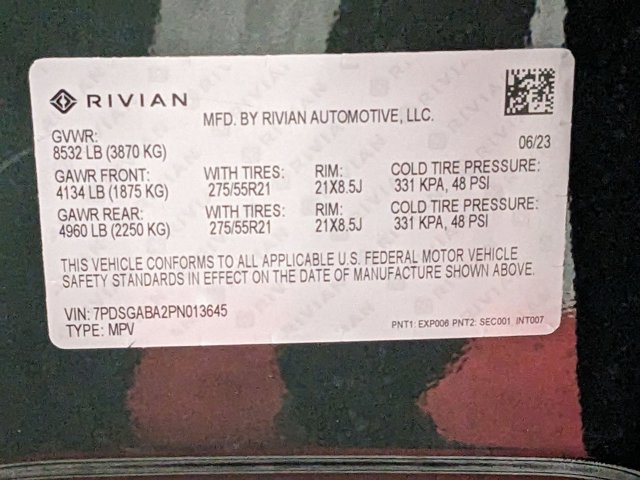 RIVIAN
MFD. BY RIVIAN AUTOMOTIVE, LLC.
06/23
GVWR:
8532 LB (3870 KG)
GAWR FRONT: WITH TIRES: RIM: COLD TIRE PRESSURE:
4134 LB (1875 KG) 275/55R21 21X8.5J 331 KPA, 48 PSI
GAWR REAR: WITH TIRES: RIM: COLD TIRE PRESSURE:
4960 LB (2250 KG) 275/55R21 21X8.5J 331 KPA, 48 PSI
THIS VEHICLE CONFORMS TO ALL APPLICABLE U.S. FEDERAL MOTOR VEHICLE
SAFETY STANDARDS IN EFFECT ON THE DATE OF MANUFACTURE SHOWN ABOVE.
VIN: 7PDSGABA2PN013645
TYPE: MPV
PNT1: EXP006 PNT2: SEC001 INT007